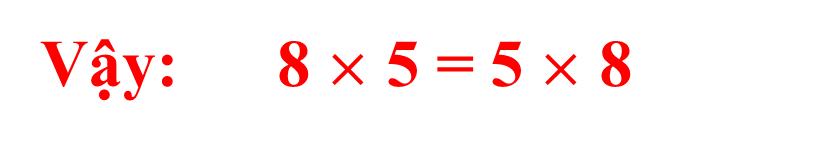 Vậy: 8 × 5 = 5 × 8